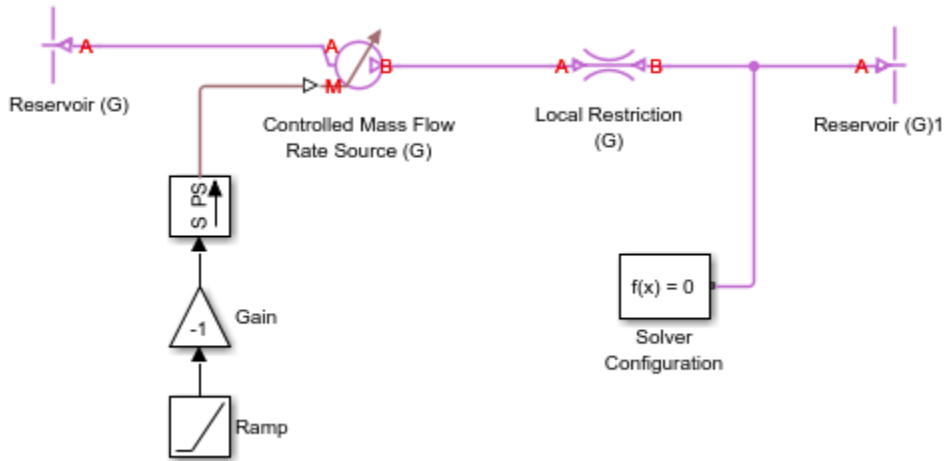 A
A
B
A
B
A
Reservoir (G)
M
Controlled Mass Flow
Rate Source (G)
Local Restriction
(G)
Reservoir (G)1
S PS
f(x) = 0
-1
Gain
Solver
Configuration
Ramp